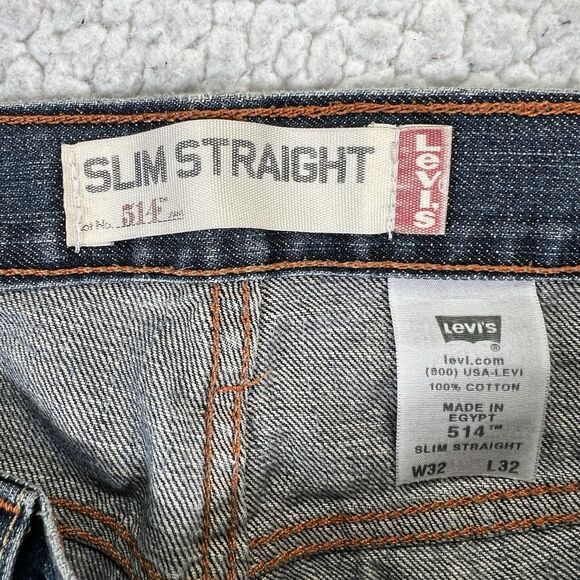 SLIM STRAIGHT
Lot No. 514™
LeVI'S
LeVI'S
®
levi.com
(800) USA-LEVI
100% COTTON
MADE IN
EGYPT
514™
SLIM STRAIGHT
W32 L32